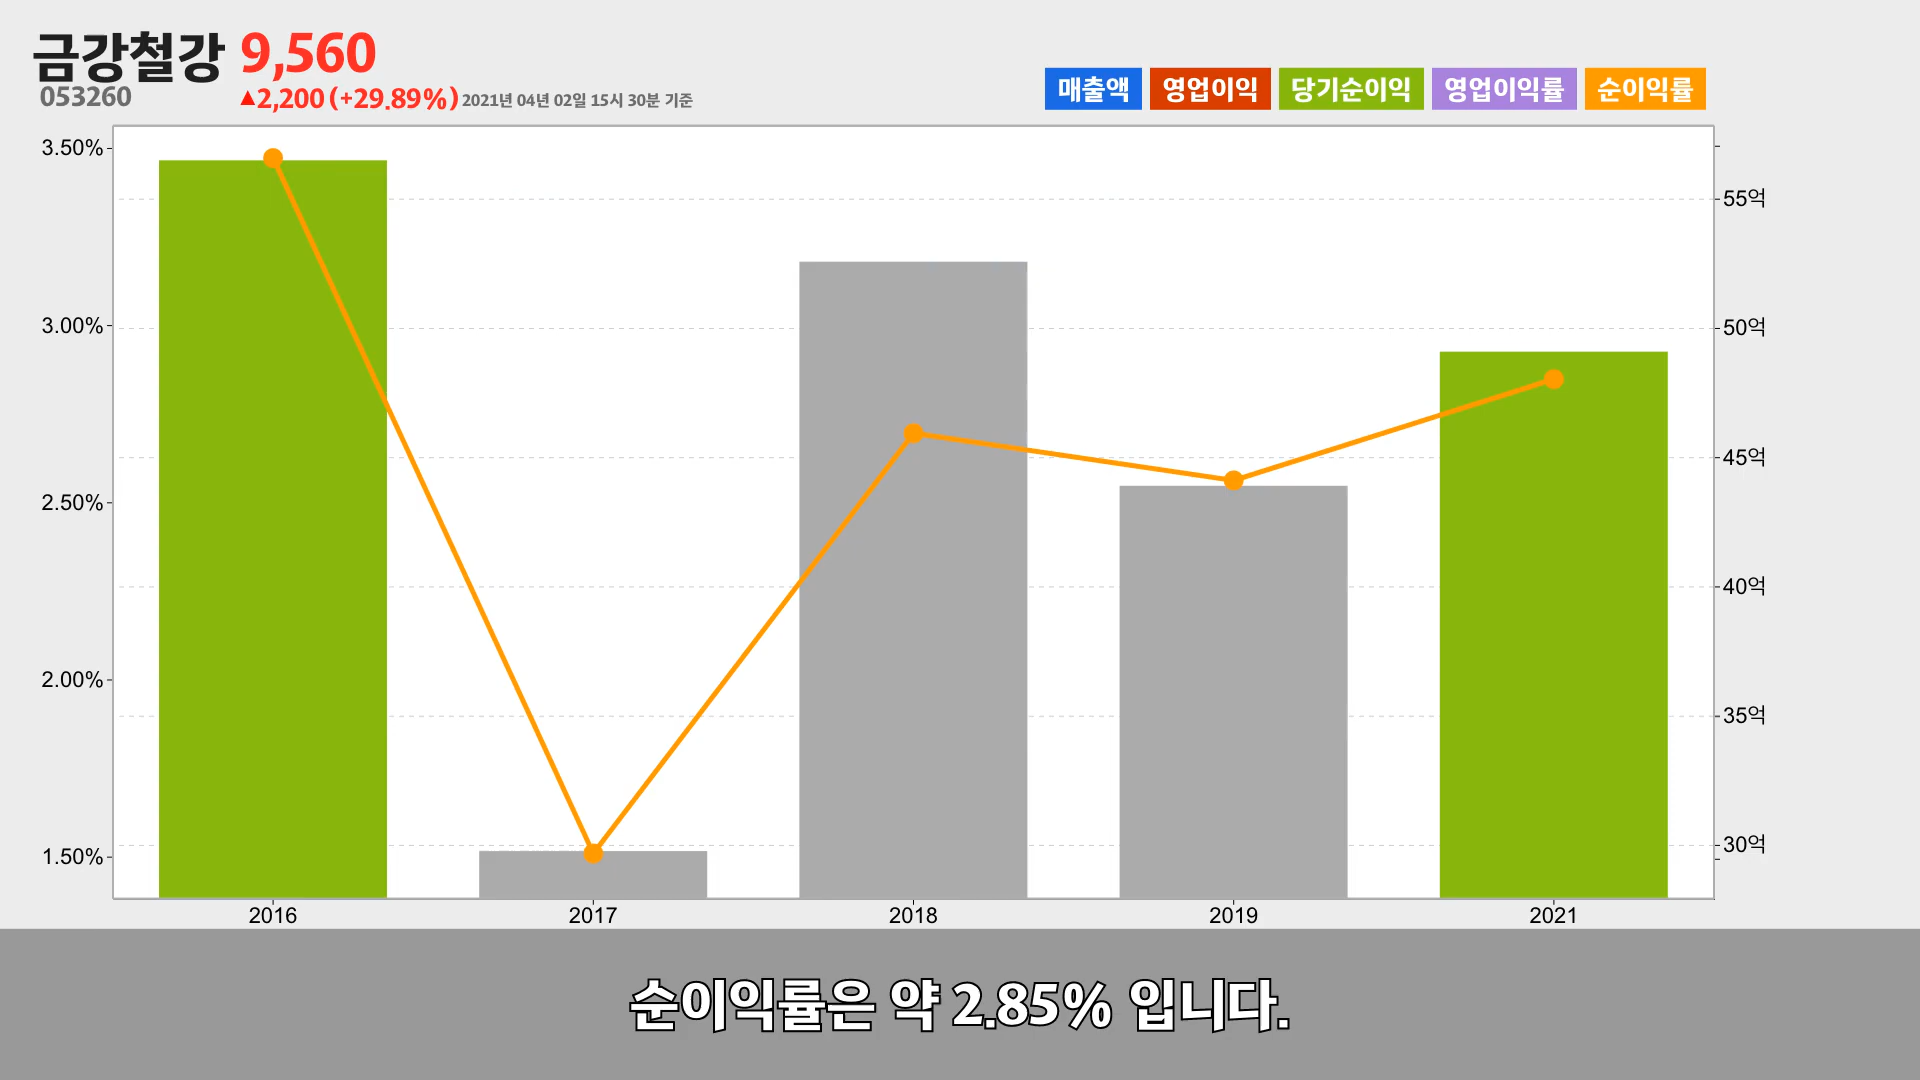 금강철강 9,560
053260
▲2,200 (+29.89%) 2021년 04년 02일 15시 30분 기준
매출액 영업이익 당기순이익 영업이익률 순이익률
3.50%
3.00%
2.50%
2.00%
1.50%
55억
50억
45억
40억
35억
30억
2016 2017 2018 2019 2021
순이익률은 약 2.85% 입니다.